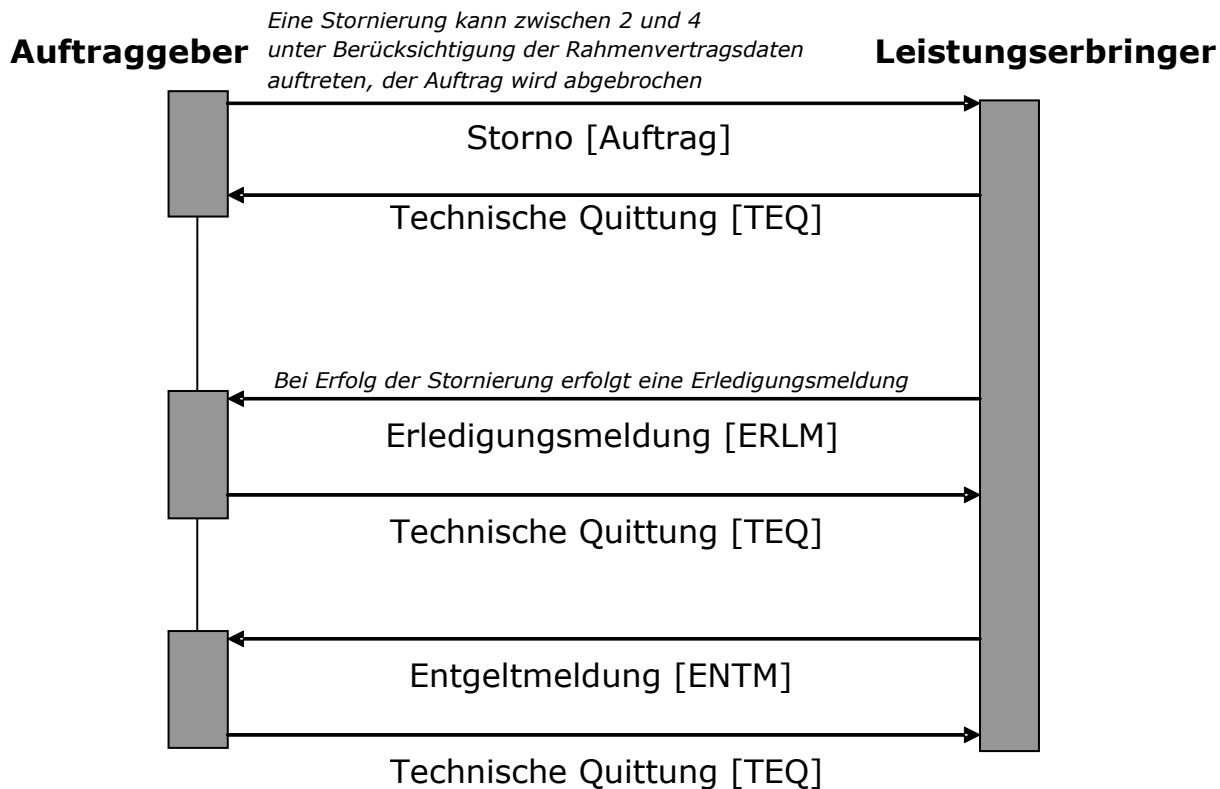 Eine Stornierung kann zwischen 2 und 4
Auftraggeber
unter Berücksichtigung der Rahmenvertragsdaten
Leistungserbringer
auftreten, der Auftrag wird abgebrochen
Storno [Auftrag]
Technische Quittung [TEQ]
Bei Erfolg der Stornierung erfolgt eine Erledigungsmeldung
Erledigungsmeldung [ERLM]
Technische Quittung [TEQ]
Entgeltmeldung [ENTM]
Technische Quittung [TEQ]